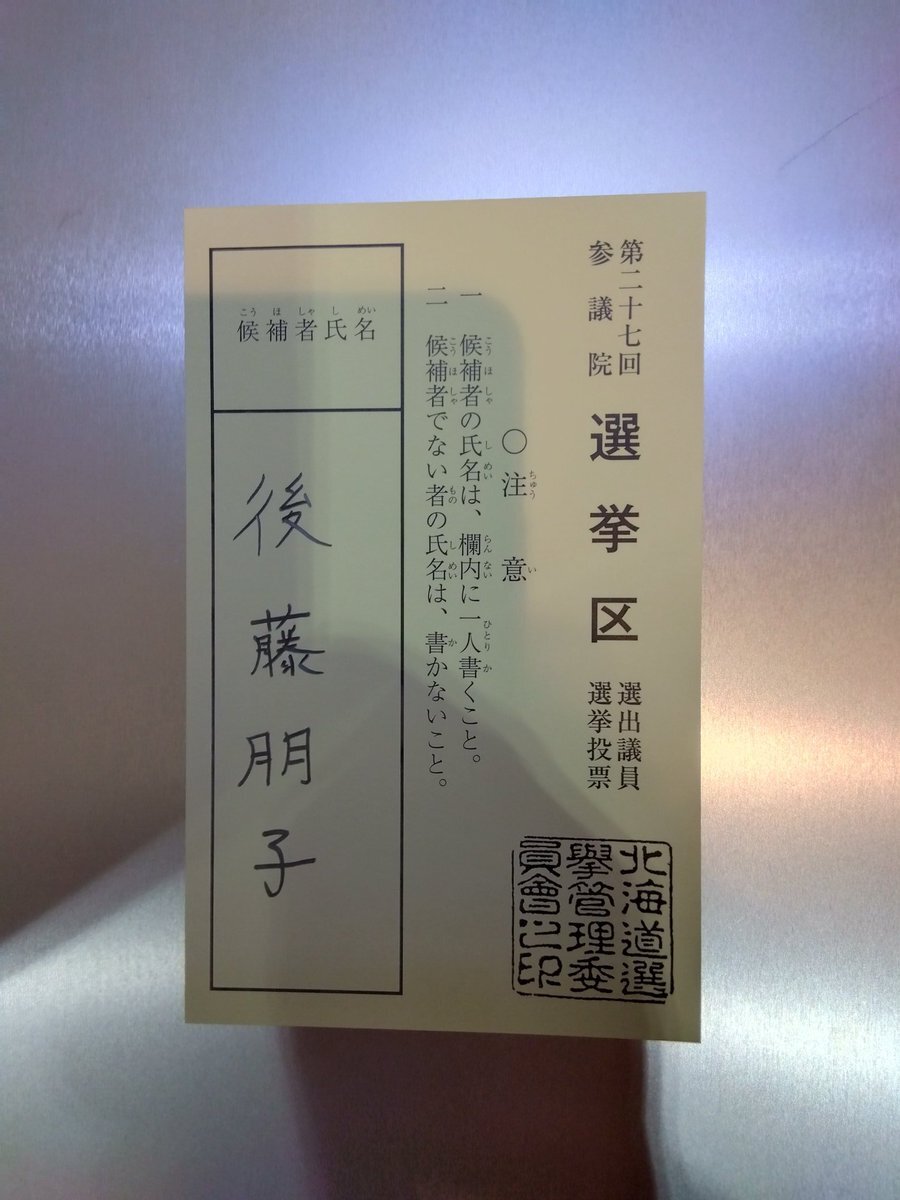 第二十七回
参議院
選挙区
選出議員
選挙投票
〇注意
一 候補者の氏名は、欄内に一人書くこと。
二 候補者でない者の氏名は、書かないこと。
候補者氏名
後藤朋子
北海道選
擧管理委
員會之印